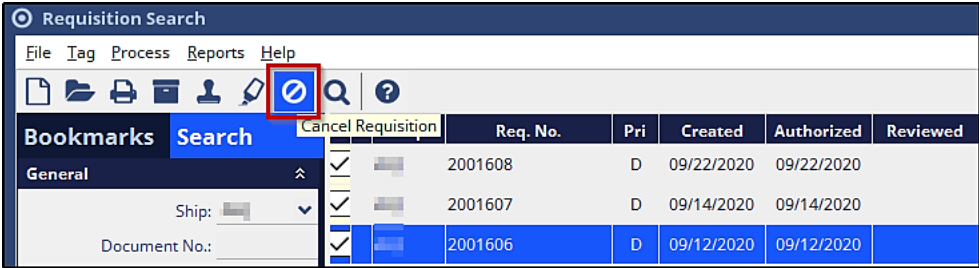 Requisition Search
File Tag Process Reports Help
Cancel Requisition
Bookmarks Search
Req. No. Pri Created Authorized Reviewed
General
2001608 D 09/22/2020 09/22/2020
Ship:
2001607 D 09/14/2020 09/14/2020
Document No.:
2001606 D 09/12/2020 09/12/2020